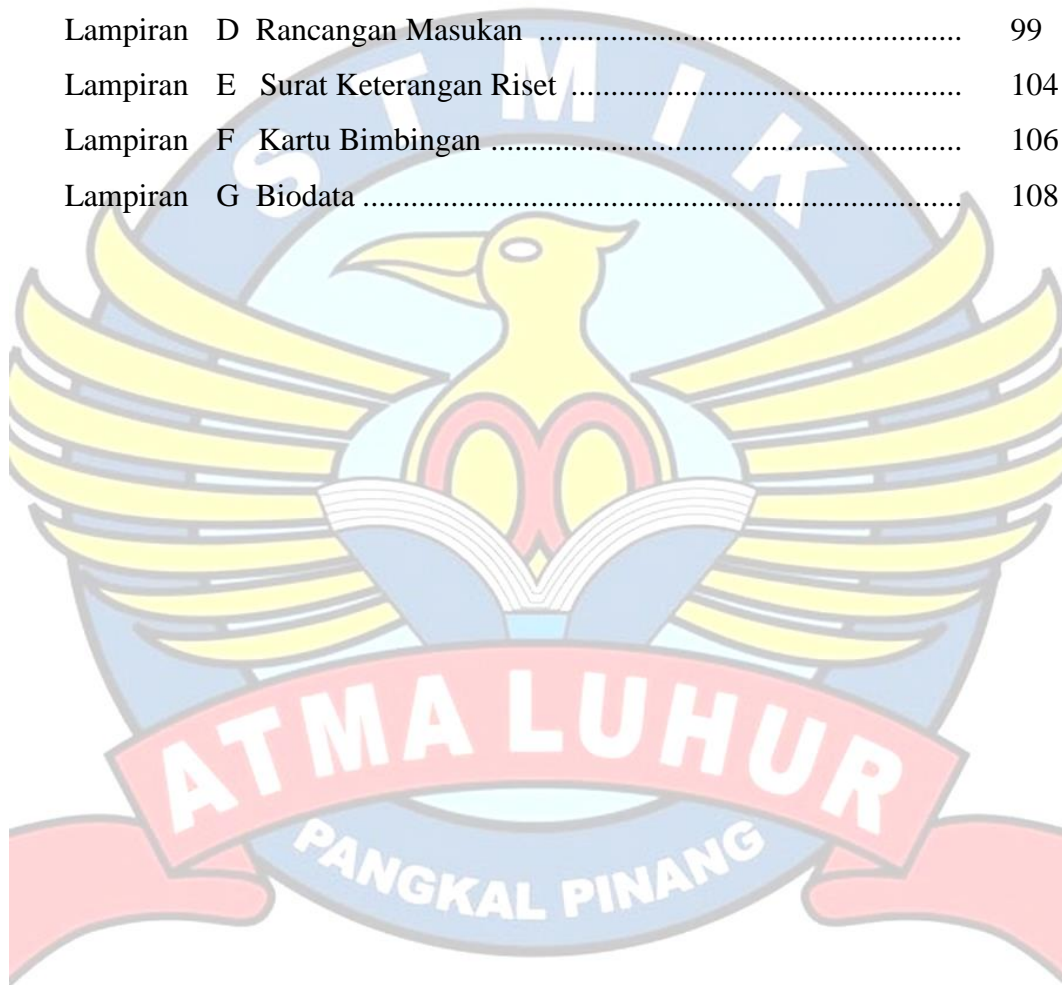 Lampiran D Rancangan Masukan ........................................................ 99
Lampiran E Surat Keterangan Riset .................................................... 104
Lampiran F Kartu Bimbingan .............................................................. 106
Lampiran G Biodata ............................................................................... 108
STMIK
ATMA LUHUR
PANGKAL PINANG